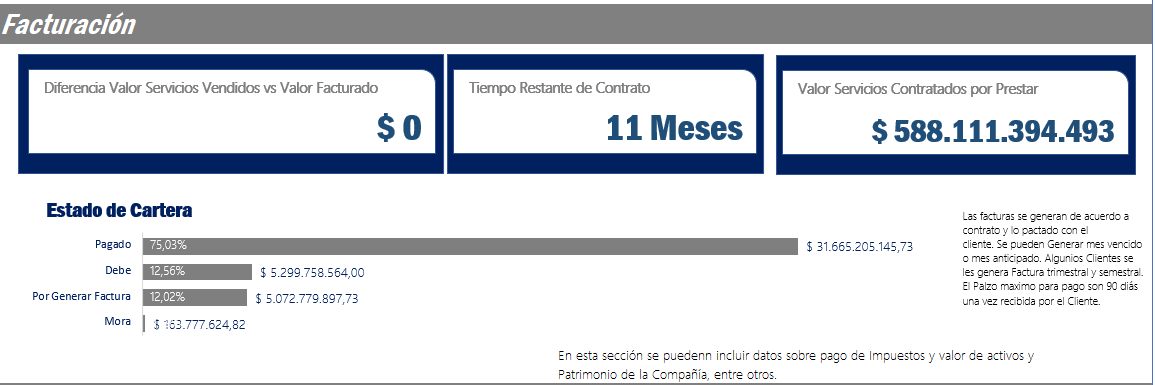 Facturación
Diferencia Valor Servicios Vendidos vs Valor Facturado
$ 0
Tiempo Restante de Contrato
11 Meses
Valor Servicios Contratados por Prestar
$ 588.111.394.493
Estado de Cartera
Pagado 75,03% $ 31.665.205.145,73
Debe 12,56% $ 5.299.758.564,00
Por Generar Factura 12,02% $ 5.072.779.897,73
Mora $ 163.777.624,82
Las facturas se generan de acuerdo a
contrato y lo pactado con el
cliente. Se pueden Generar mes vencido
o mes anticipado. Algunios Clientes se
les genera Factura trimestral y semestral.
El Palzo maximo para pago son 90 diás
una vez recibida por el Cliente.
En esta sección se puedenn incluir datos sobre pago de Impuestos y valor de activos y
Patrimonio de la Compañía, entre otros.